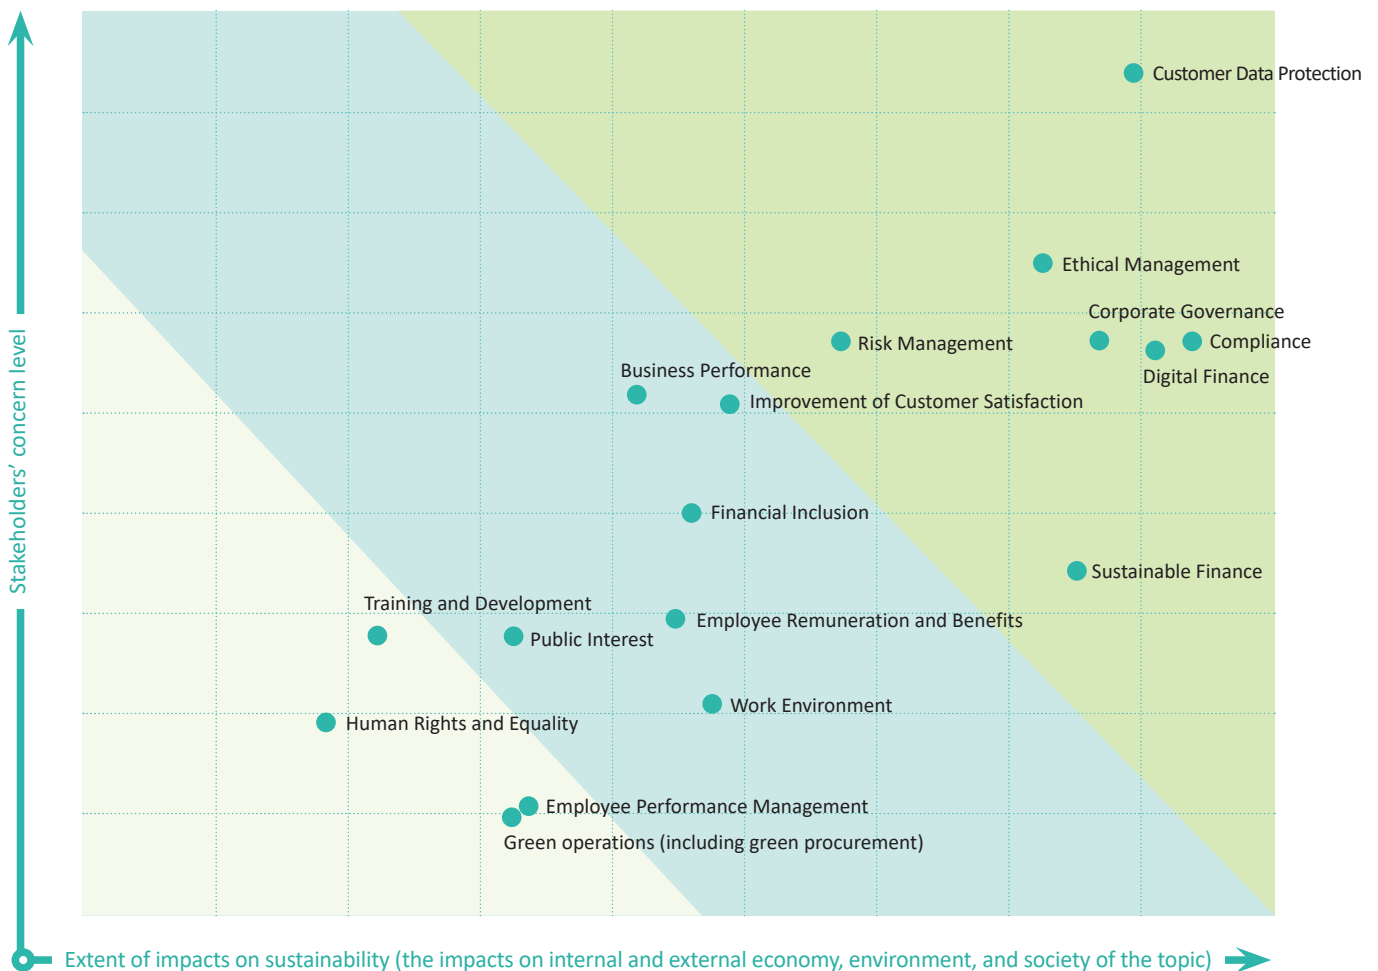 Customer Data Protection
Ethical Management
Corporate Governance
Risk Management
Compliance
Business Performance
Digital Finance
Improvement of Customer Satisfaction
Financial Inclusion
Sustainable Finance
Training and Development
Employee Remuneration and Benefits
Public Interest
Work Environment
Human Rights and Equality
Employee Performance Management
Green operations (including green procurement)
Stakeholders’ concern level
Extent of impacts on sustainability (the impacts on internal and external economy, environment, and society of the topic)